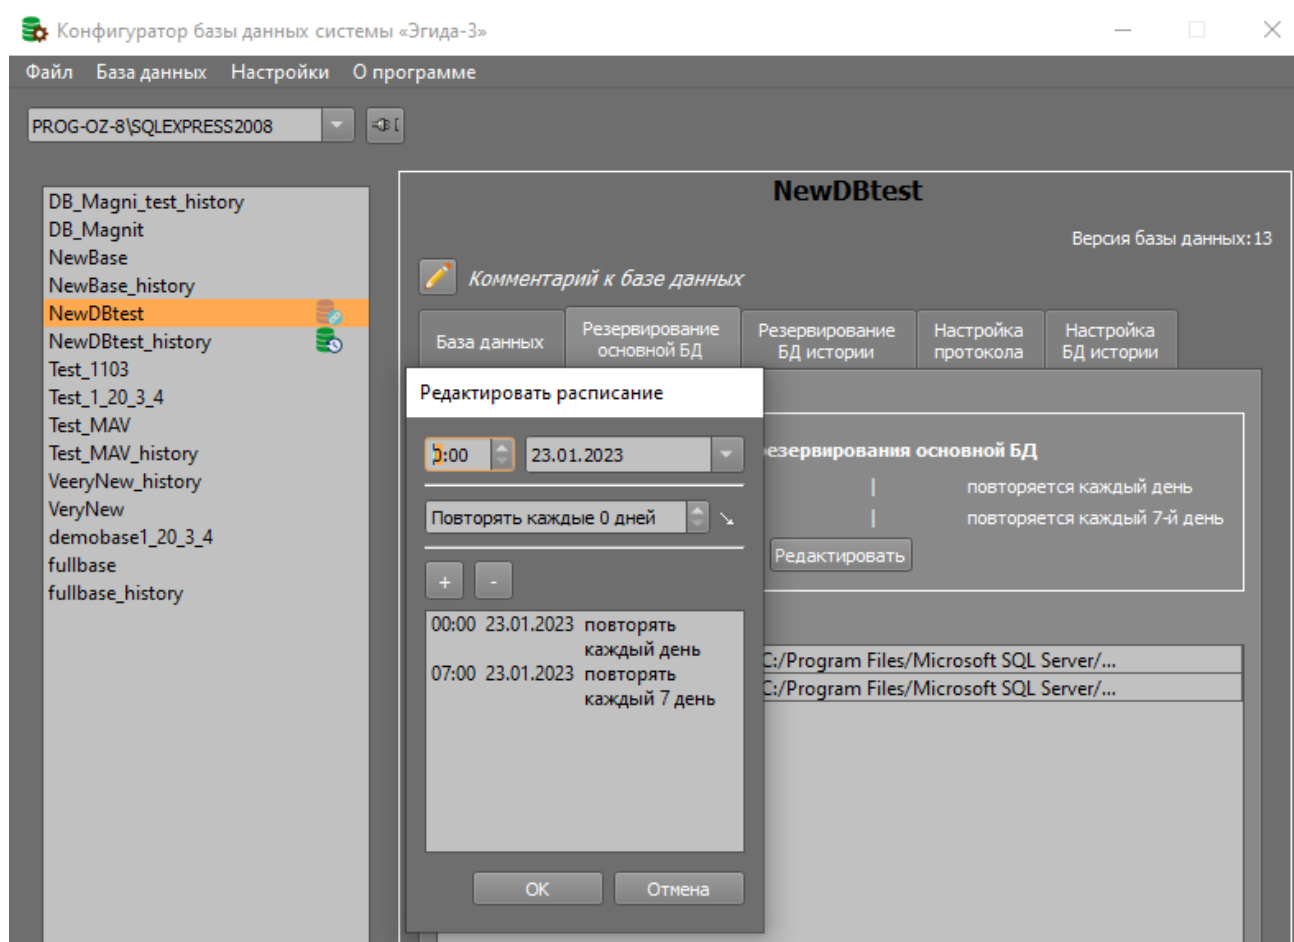 Конфигуратор базы данных системы «Эгида-3»
Файл База данных Настройки О программе
PROG-OZ-8\SQLEXPRESS2008
DB_Magni_test_history
DB_Magnit
NewBase
NewBase_history
NewDBtest
NewDBtest_history
Test_1103
Test_1_20_3_4
Test_MAV
Test_MAV_history
VeeryNew_history
VeryNew
demobase1_20_3_4
fullbase
fullbase_history
NewDBtest
Версия базы данных:13
Комментарий к базе данных
База данных
Резервирование
основной БД
Резервирование
БД истории
Настройка
протокола
Настройка
БД истории
Редактировать расписание
0:00 23.01.2023
Повторять каждые 0 дней
+ -
00:00 23.01.2023 повторять
каждый день
07:00 23.01.2023 повторять
каждый 7 день
OK Отмена
езервирования основной БД
| повторяется каждый день
| повторяется каждый 7-й день
Редактировать
C:/Program Files/Microsoft SQL Server/...
C:/Program Files/Microsoft SQL Server/...